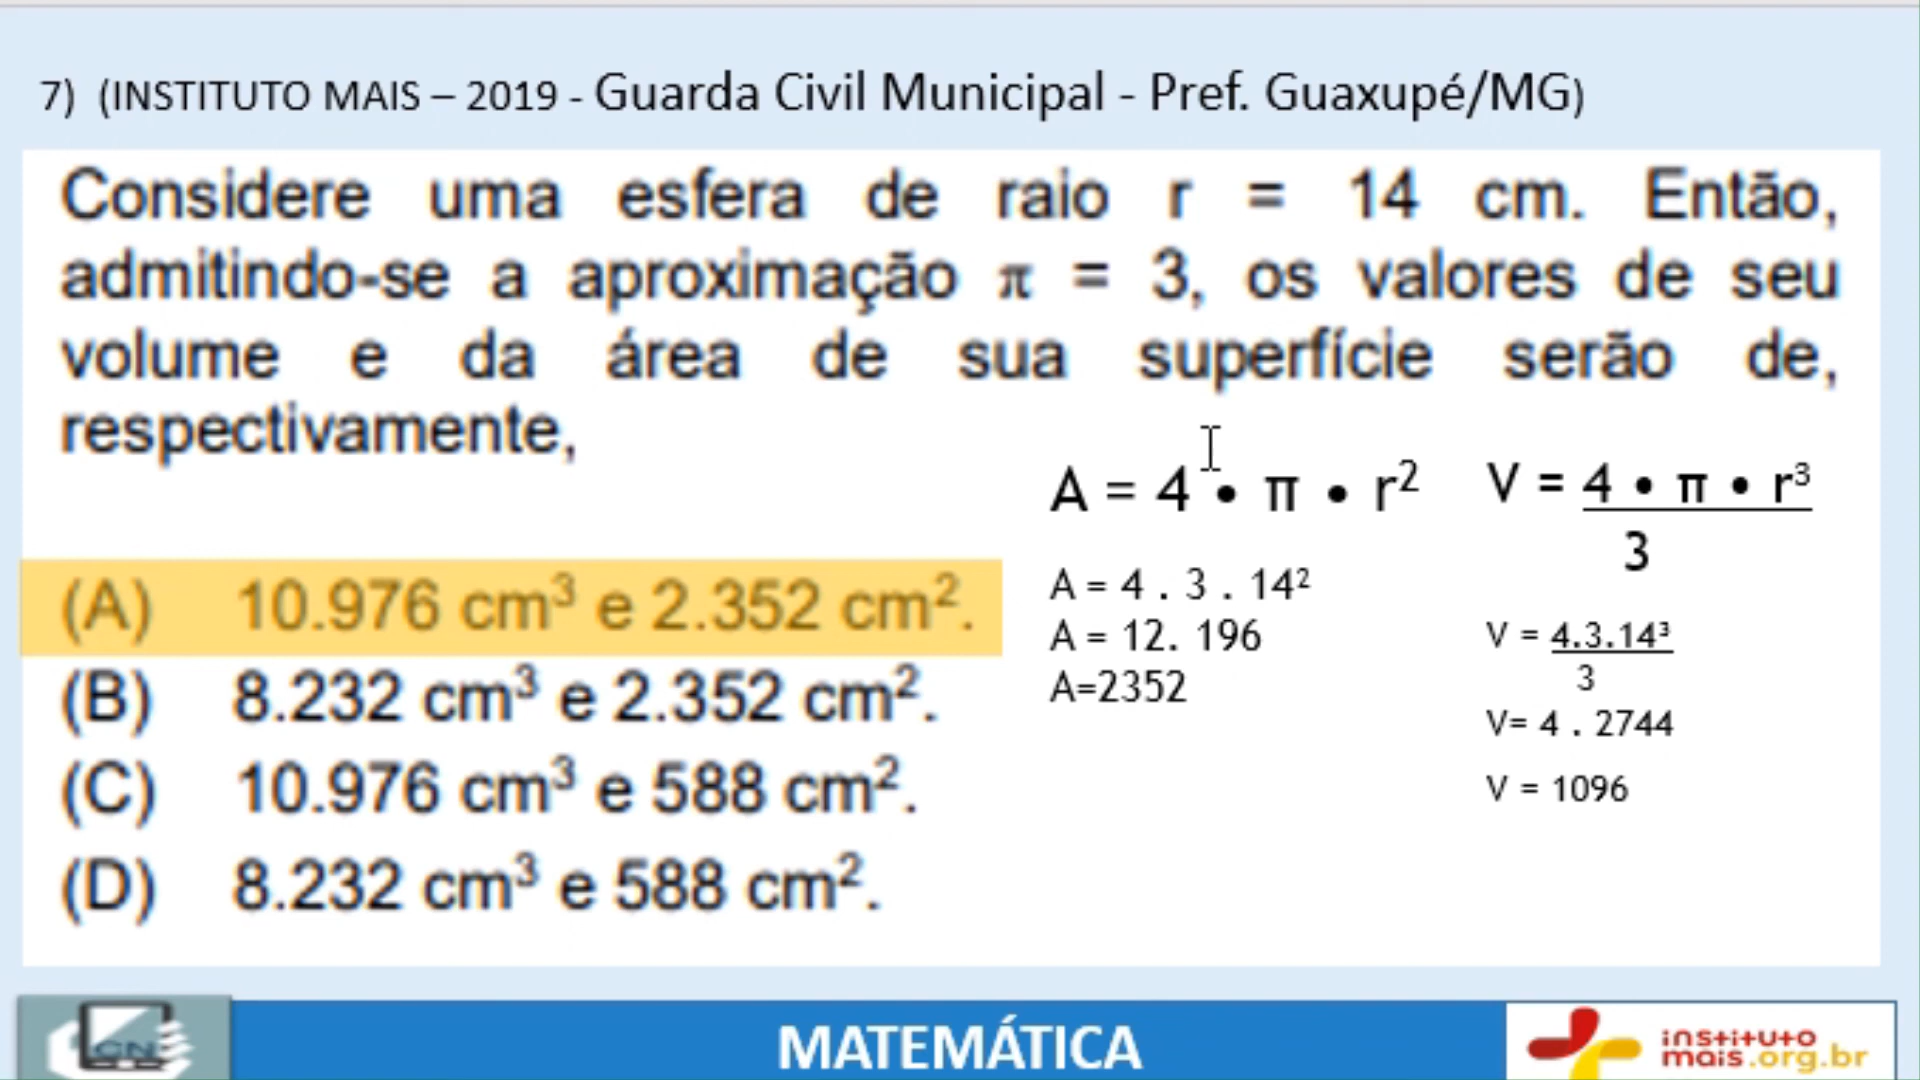 7) (INSTITUTO MAIS – 2019 - Guarda Civil Municipal - Pref. Guaxupé/MG)
Considere uma esfera de raio r = 14 cm. Então,
admitindo-se a aproximação π = 3, os valores de seu
volume e da área de sua superfície serão de,
respectivamente,
(A) 10.976 cm³ e 2.352 cm².
(B) 8.232 cm³ e 2.352 cm².
(C) 10.976 cm³ e 588 cm².
(D) 8.232 cm³ e 588 cm².
A = 4 • π • r²
A = 4 . 3 . 14²
A = 12. 196
A=2352
V = 4 • π • r³
3
V = 4.3.14³
3
V= 4 . 2744
V = 1096
GN
MATEMÁTICA
instituto
mais.org.br